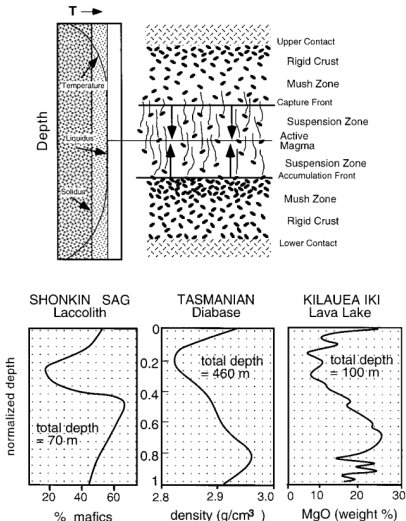 T
Depth
Temperature
Liquidus
Solidus
Upper Contact
Rigid Crust
Mush Zone
Capture Front
Suspension Zone
Active
Magma
Suspension Zone
Accumulation Front
Mush Zone
Rigid Crust
Lower Contact
SHONKIN SAG
Laccolith
normalized depth
total depth
= 70 m
20 40 60
% mafics
TASMANIAN
Diabase
0
0.2
0.4
0.6
0.8
1
total depth
= 460 m
2.8 2.9 3.0
density (g/cm3)
KILAUEA IKI
Lava Lake
total depth
= 100 m
0 10 20 30
MgO (weight %)